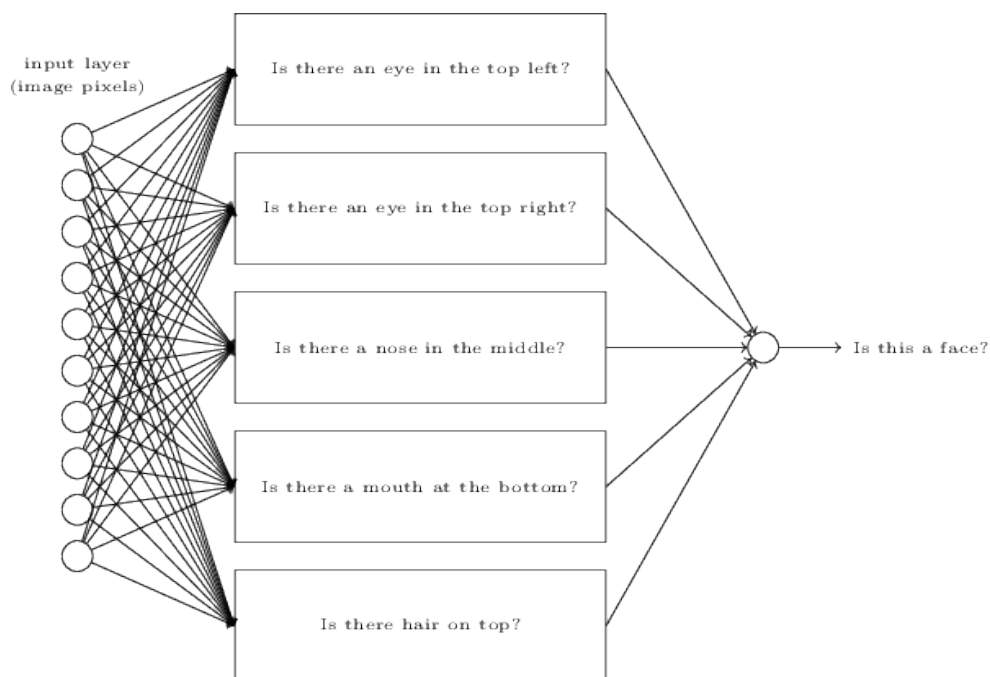 input layer
(image pixels)
Is there an eye in the top left?
Is there an eye in the top right?
Is there a nose in the middle?
Is there a mouth at the bottom?
Is there hair on top?
Is this a face?